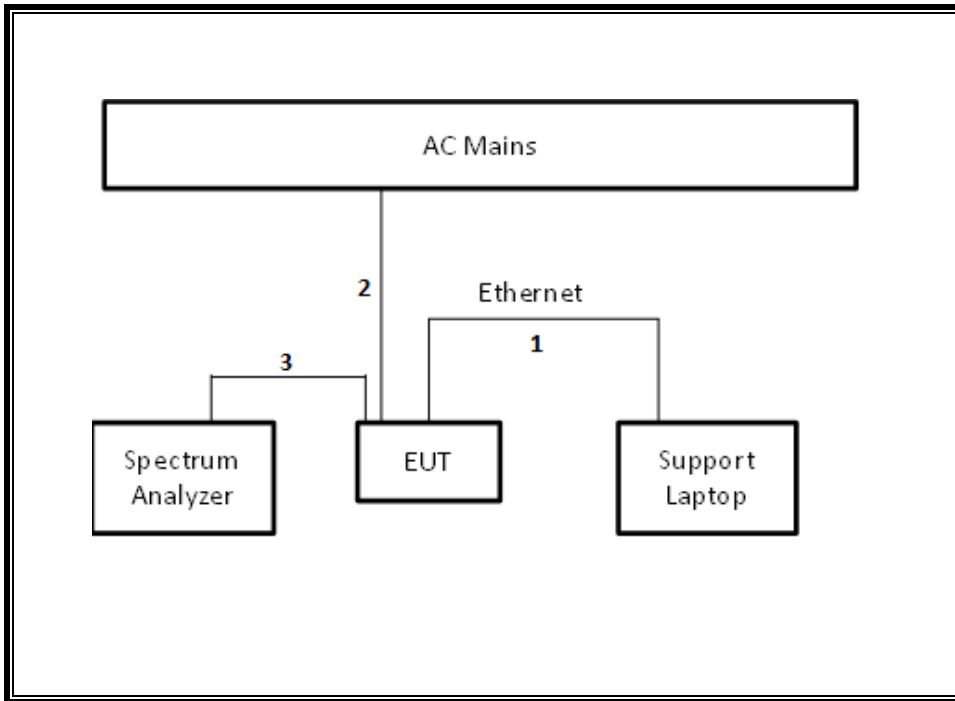 AC Mains
2
Ethernet
1
3
Spectrum
Analyzer
EUT
Support
Laptop